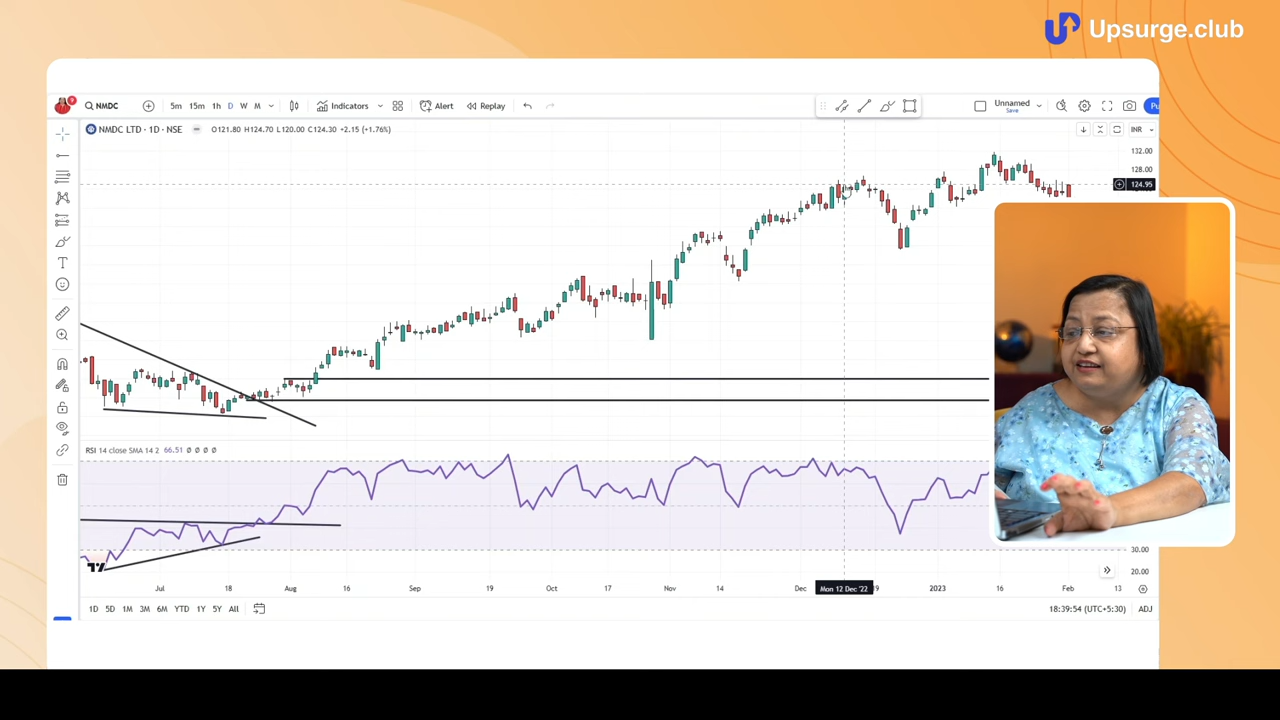 Upsurge.club
NMDC 5m 15m 1h D W M Indicators Alert Replay Unnamed Save Pu
NMDC LTD · 1D · NSE O121.80 H124.70 L120.00 C124.30 +2.15 (+1.76%) INR
132.00
128.00
124.95
RSI 14 close SMA 14 2 66.51 Ø Ø Ø Ø
30.00
20.00
Jul 18 Aug 16 Sep 19 Oct 17 Nov 14 Dec Mon 12 Dec '22 19 2023 16 Feb 13
1D 5D 1M 3M 6M YTD 1Y 5Y All 18:39:54 (UTC+5:30) ADJ